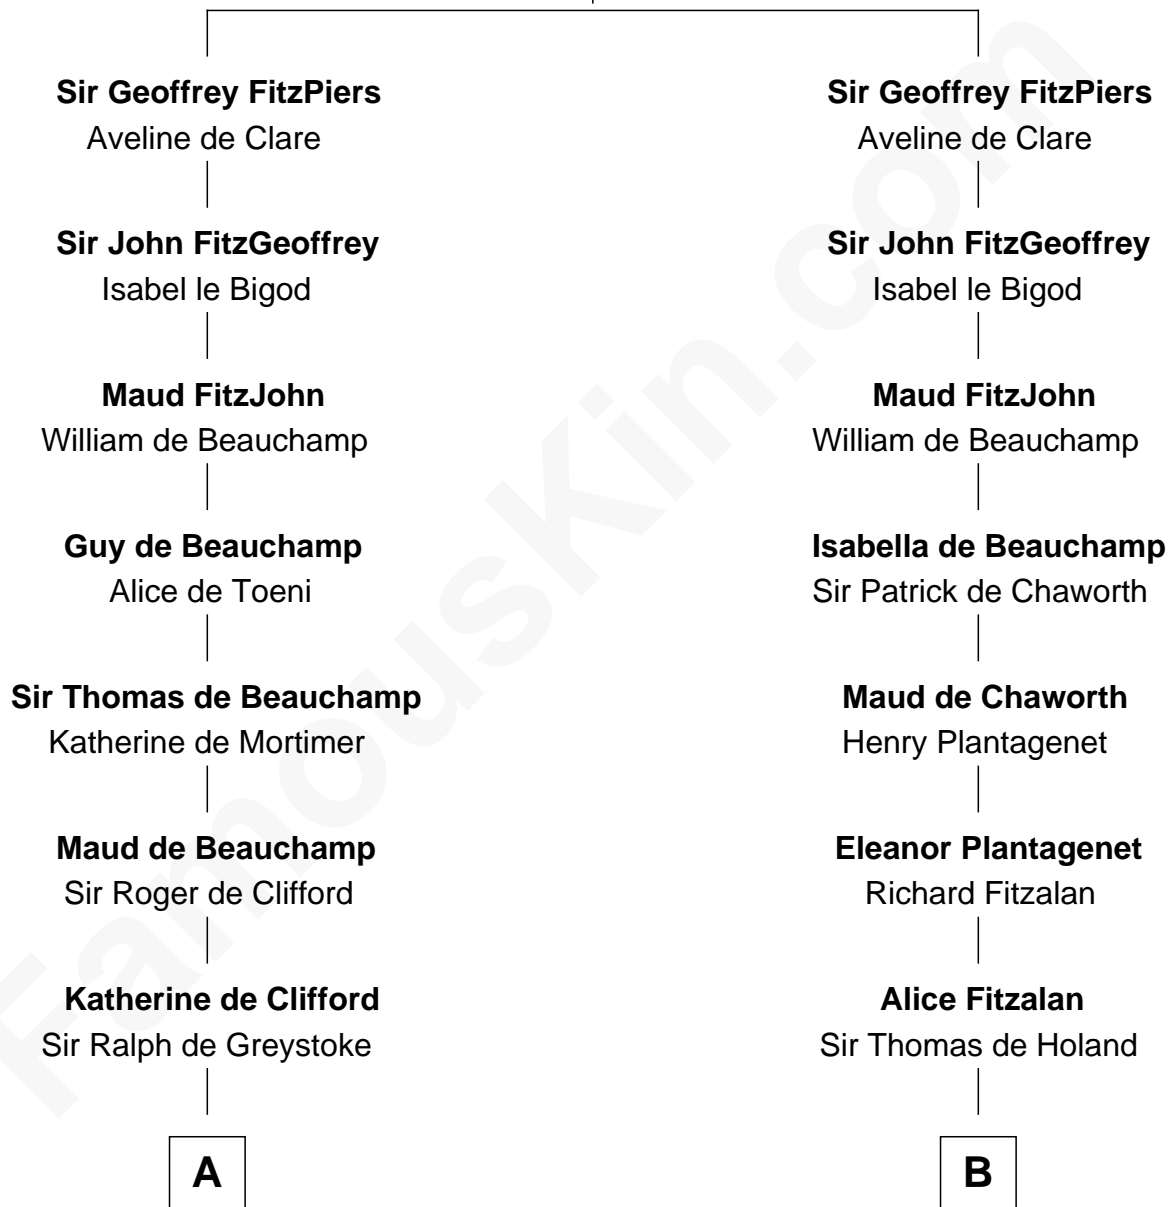 Sir Geoffrey FitzPiers
Aveline de Clare
Sir John FitzGeoffrey
Isabel le Bigod
Maud FitzJohn
William de Beauchamp
Guy de Beauchamp
Alice de Toeni
Sir Thomas de Beauchamp
Katherine de Mortimer
Maud de Beauchamp
Sir Roger de Clifford
Katherine de Clifford
Sir Ralph de Greystoke
A
Sir Geoffrey FitzPiers
Aveline de Clare
Sir John FitzGeoffrey
Isabel le Bigod
Maud FitzJohn
William de Beauchamp
Isabella de Beauchamp
Sir Patrick de Chaworth
Maud de Chaworth
Henry Plantagenet
Eleanor Plantagenet
Richard Fitzalan
Alice Fitzalan
Sir Thomas de Holand
B
FamousKin.com